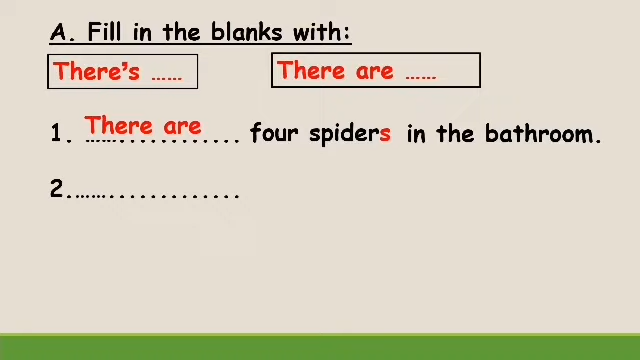 A. Fill in the blanks with:
There's ...... There are ......
1. There are four spiders in the bathroom.
2. ..................